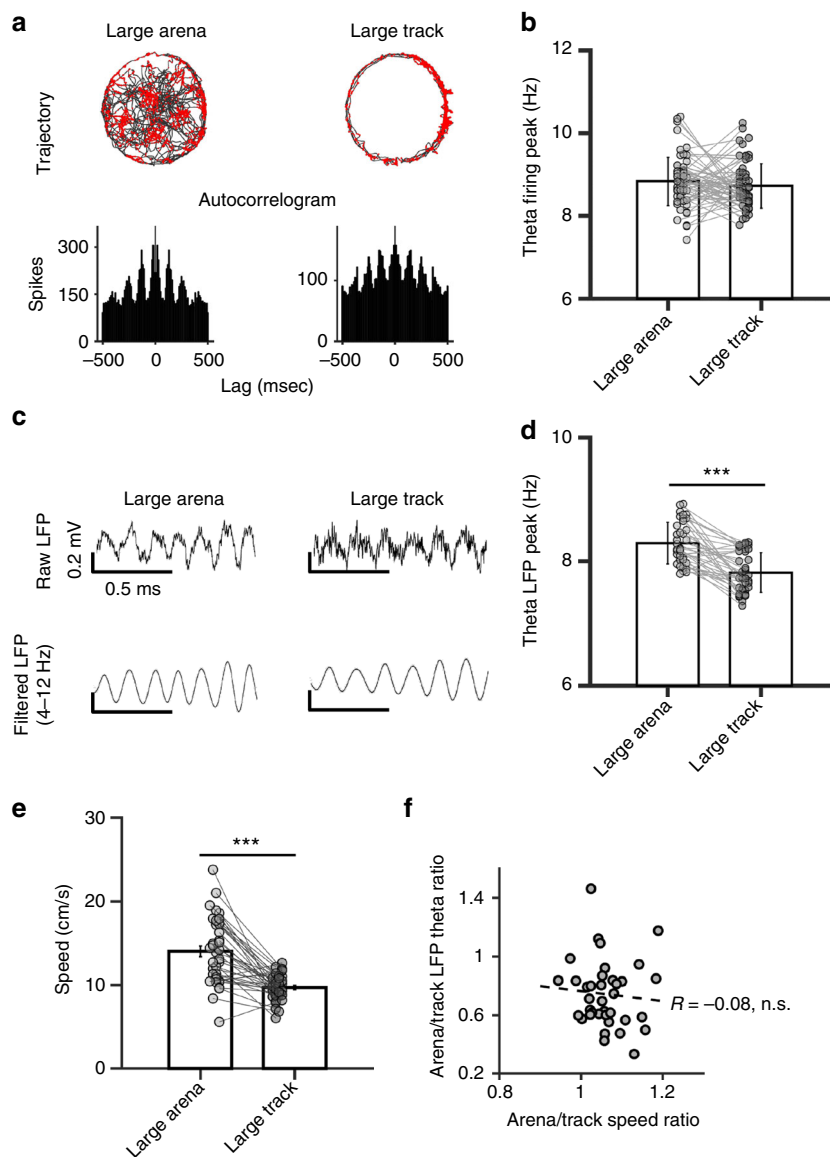 a
Large arena
Large track
Trajectory
Autocorrelogram
Spikes
300
150
0
100
0
–500
0
500
–500
0
500
Lag (msec)
b
Theta firing peak (Hz)
12
10
8
6
Large arena
Large track
c
Large arena
Large track
Raw LFP
0.2 mV
0.5 ms
Filtered LFP
(4–12 Hz)
d
Theta LFP peak (Hz)
10
8
6
***
Large arena
Large track
e
Speed (cm/s)
30
20
10
0
***
Large arena
Large track
f
Arena/track LFP theta ratio
1.4
1
0.6
0.2
R = –0.08, n.s.
0.8
1
1.2
Arena/track speed ratio